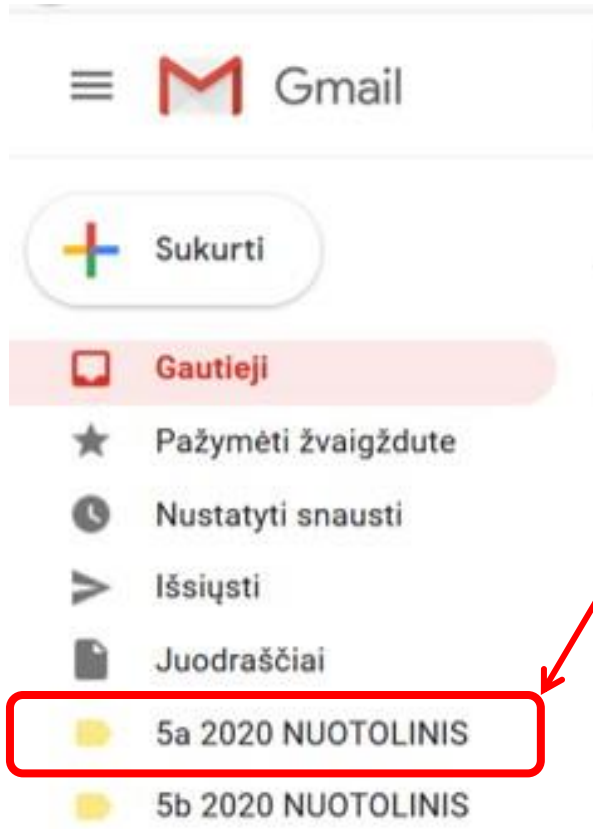 Gmail
Sukurti
Gautieji
Pažymėti žvaigždute
Nustatyti snausti
Išsiųsti
Juodraščiai
5a 2020 NUOTOLINIS
5b 2020 NUOTOLINIS